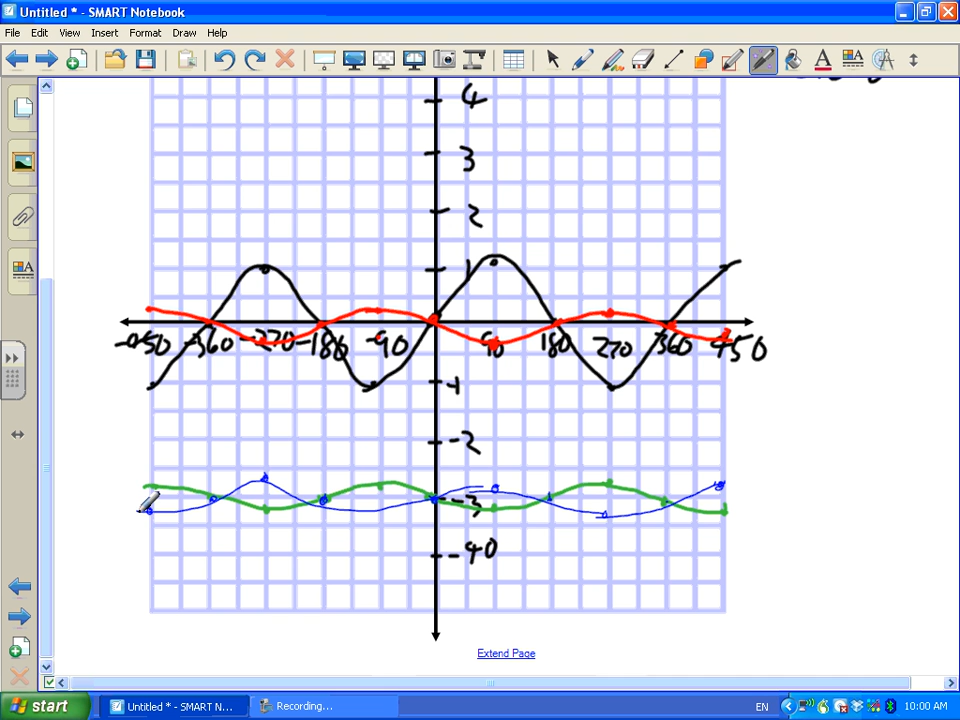 Untitled * - SMART Notebook
File Edit View Insert Format Draw Help
4
3
2
1
-450 -360 -270 -180 -90 90 180 270 360 450
-1
-2
-3
-40
Extend Page
start Untitled * - SMART N... Recording... EN 10:00 AM